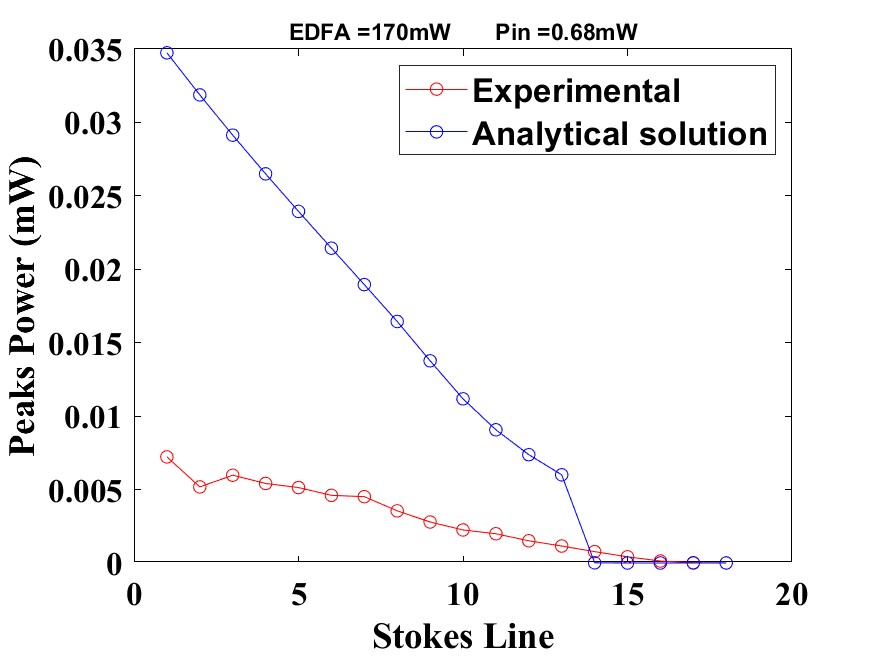 EDFA =170mW Pin =0.68mW
0.035
0.03
0.025
0.02
0.015
0.01
0.005
0
Peaks Power (mW)
Experimental
Analytical solution
0 5 10 15 20
Stokes Line